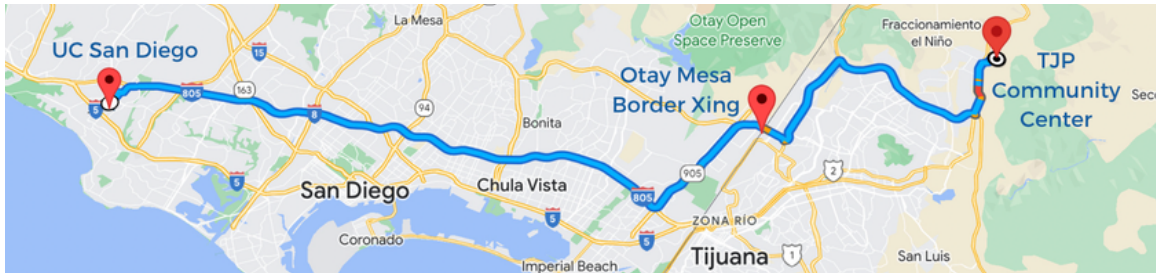 La Mesa
Otay Open
Space Preserve
Fraccionamiento
el Niño
UC San Diego
15
5
805
163
94
8
Otay Mesa
Border Xing
TJP
Community
Center
Bonita
San Diego
Chula Vista
5
805
905
2
5
5
ZONA RÍO
Coronado
Imperial Beach
Tijuana
1
San Luis